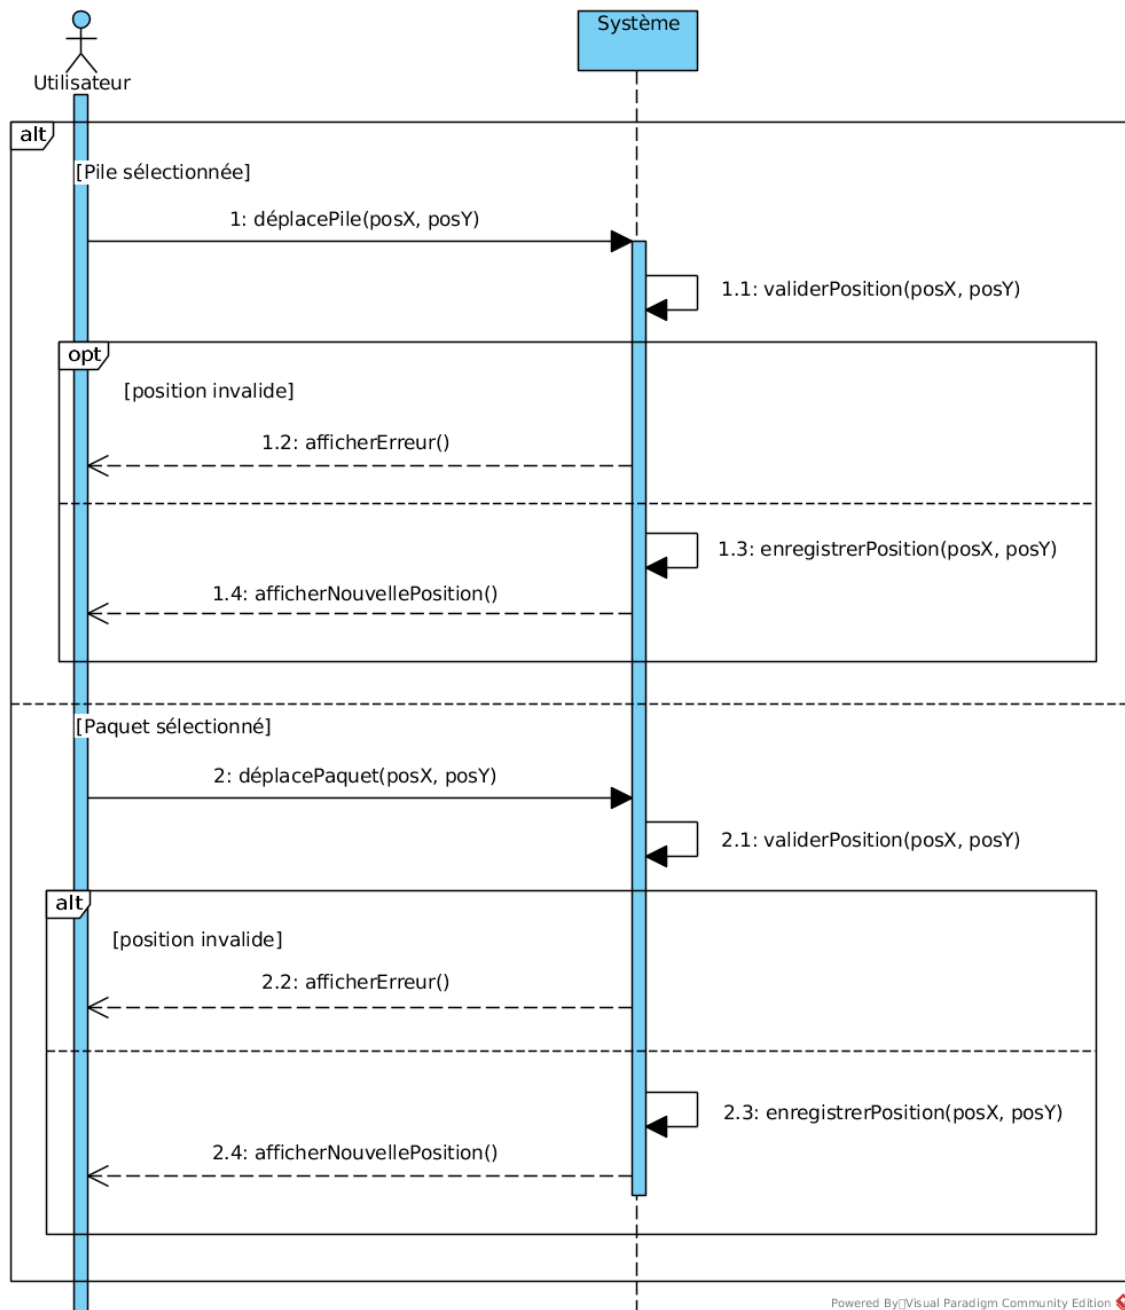 Utilisateur
Système
alt
[Pile sélectionnée]
1: déplacePile(posX, posY)
1.1: validerPosition(posX, posY)
opt
[position invalide]
1.2: afficherErreur()
1.3: enregistrerPosition(posX, posY)
1.4: afficherNouvellePosition()
[Paquet sélectionné]
2: déplacePaquet(posX, posY)
2.1: validerPosition(posX, posY)
alt
[position invalide]
2.2: afficherErreur()
2.3: enregistrerPosition(posX, posY)
2.4: afficherNouvellePosition()
Powered By Visual Paradigm Community Edition